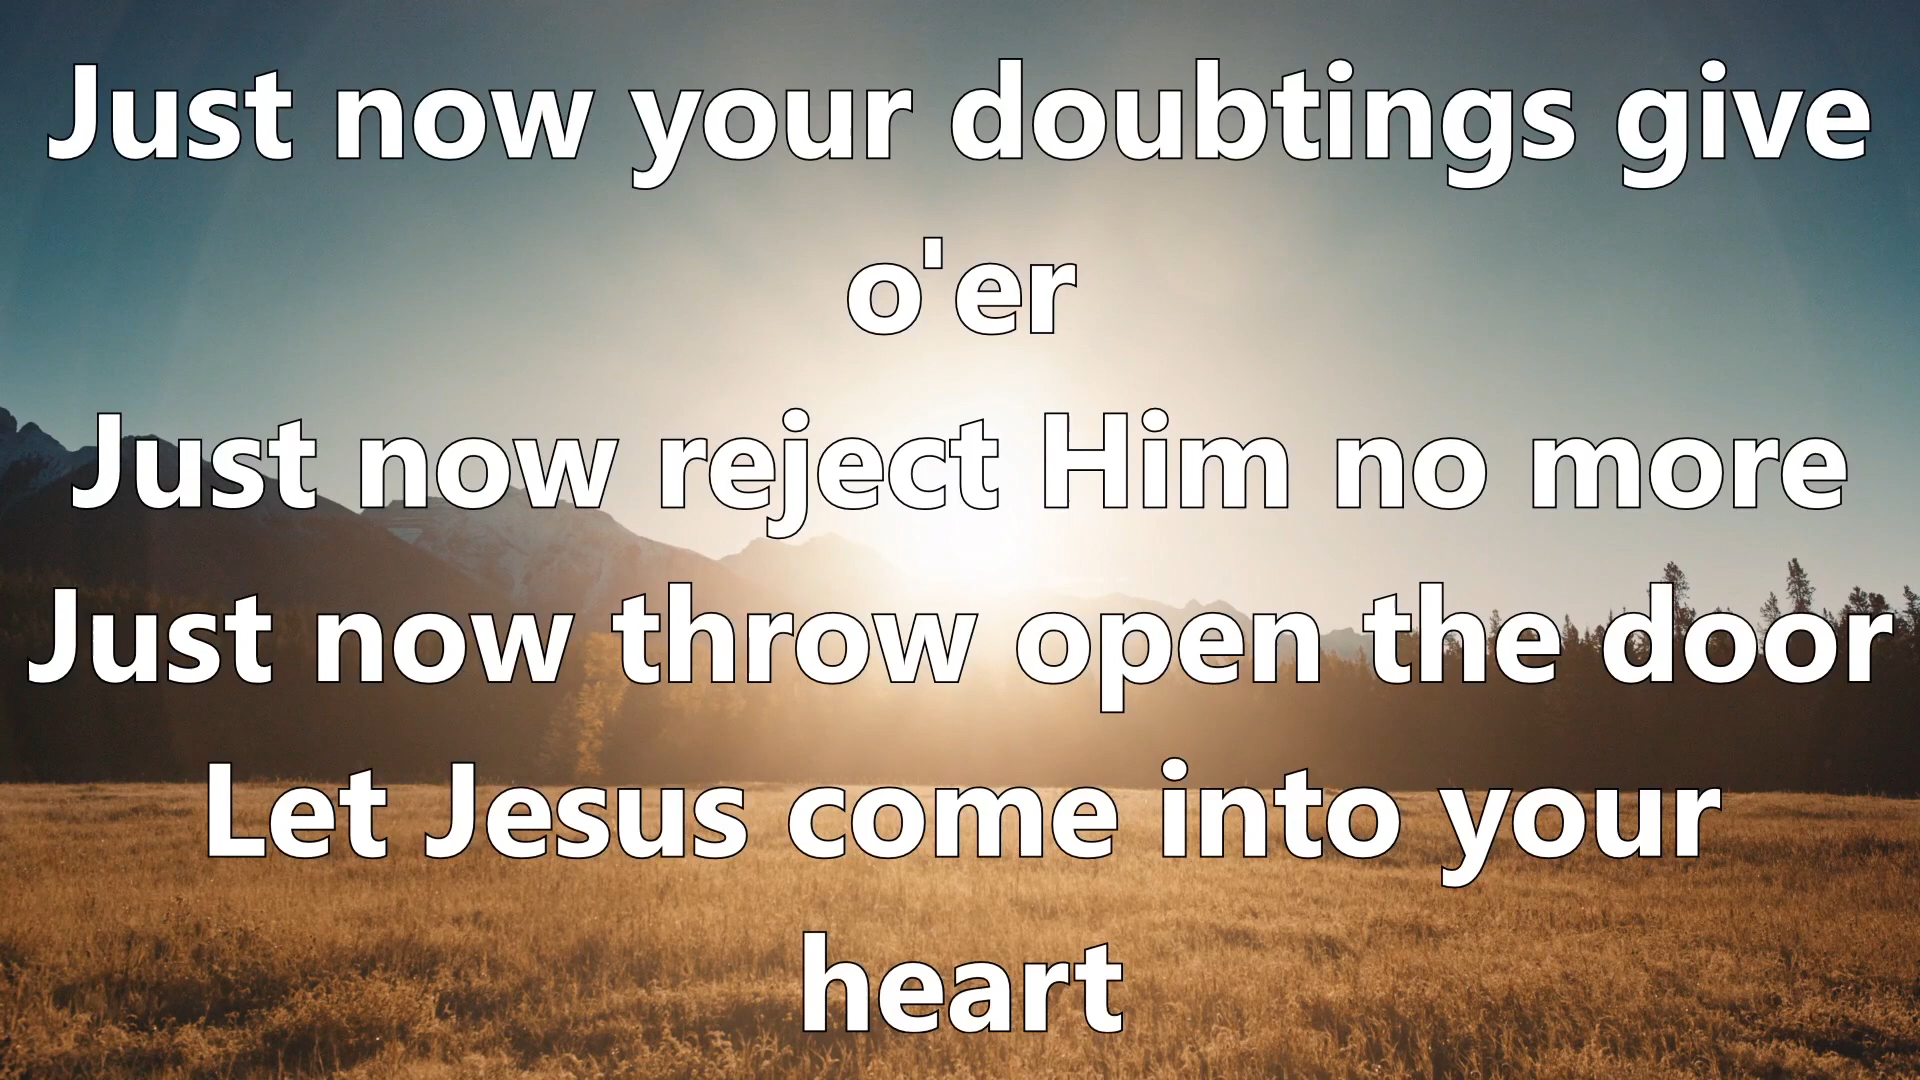 Just now your doubtings give
o'er
Just now reject Him no more
Just now throw open the door
Let Jesus come into your
heart